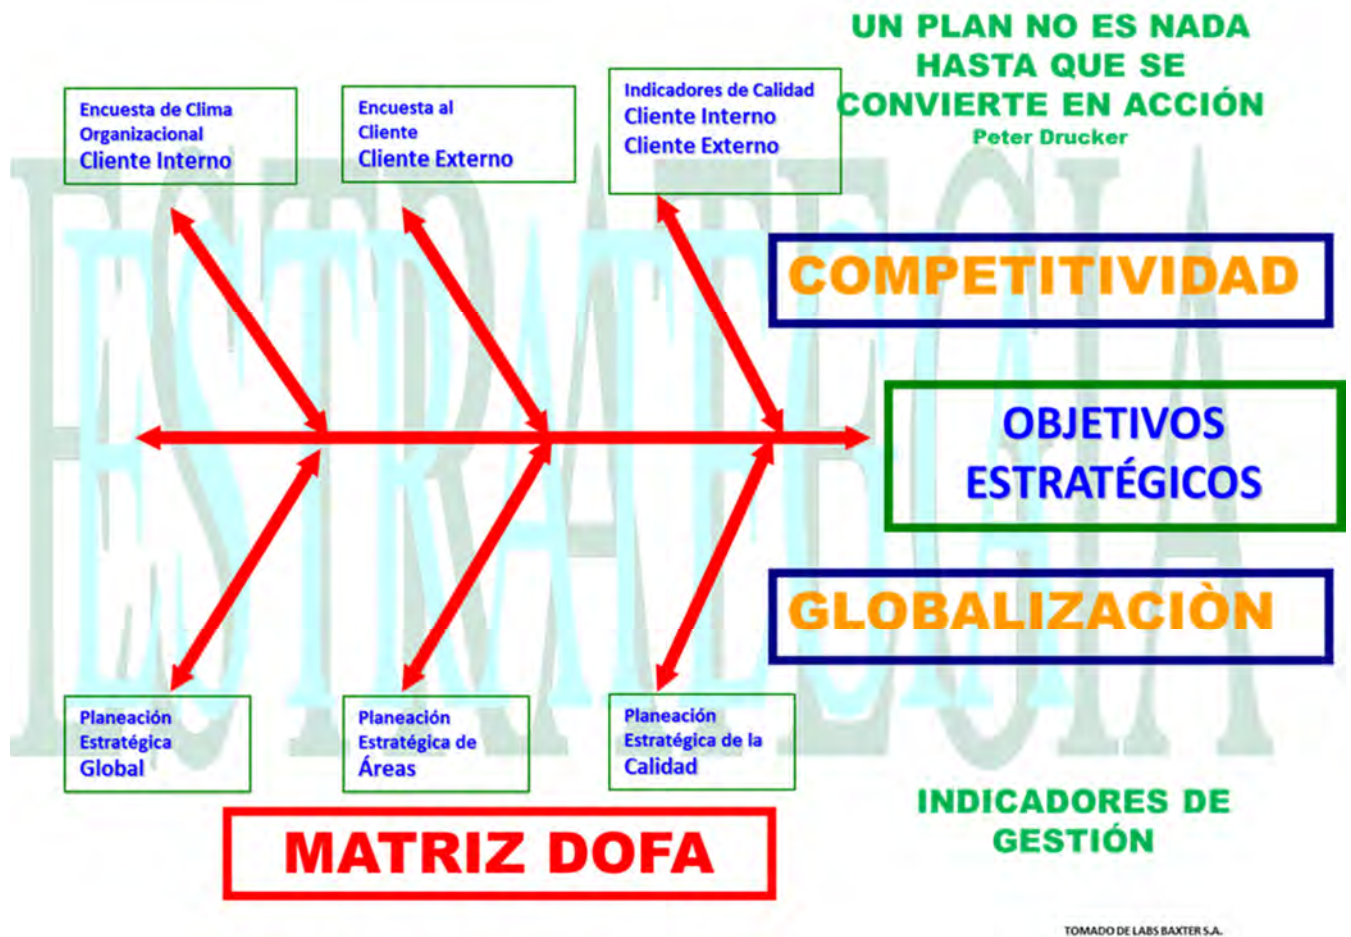 UN PLAN NO ES NADA
HASTA QUE SE
CONVIERTE EN ACCIÓN
Peter Drucker
Encuesta de Clima
Organizacional
Cliente Interno
Encuesta al
Cliente
Cliente Externo
Indicadores de Calidad
Cliente Interno
Cliente Externo
ESTRATEGIA
ESTRATEGIA
COMPETITIVIDAD
OBJETIVOS
ESTRATÉGICOS
GLOBALIZACIÒN
Planeación
Estratégica
Global
Planeación
Estratégica de
Áreas
Planeación
Estratégica de la
Calidad
MATRIZ DOFA
INDICADORES DE
GESTIÓN
TOMADO DE LABS BAXTER S.A.